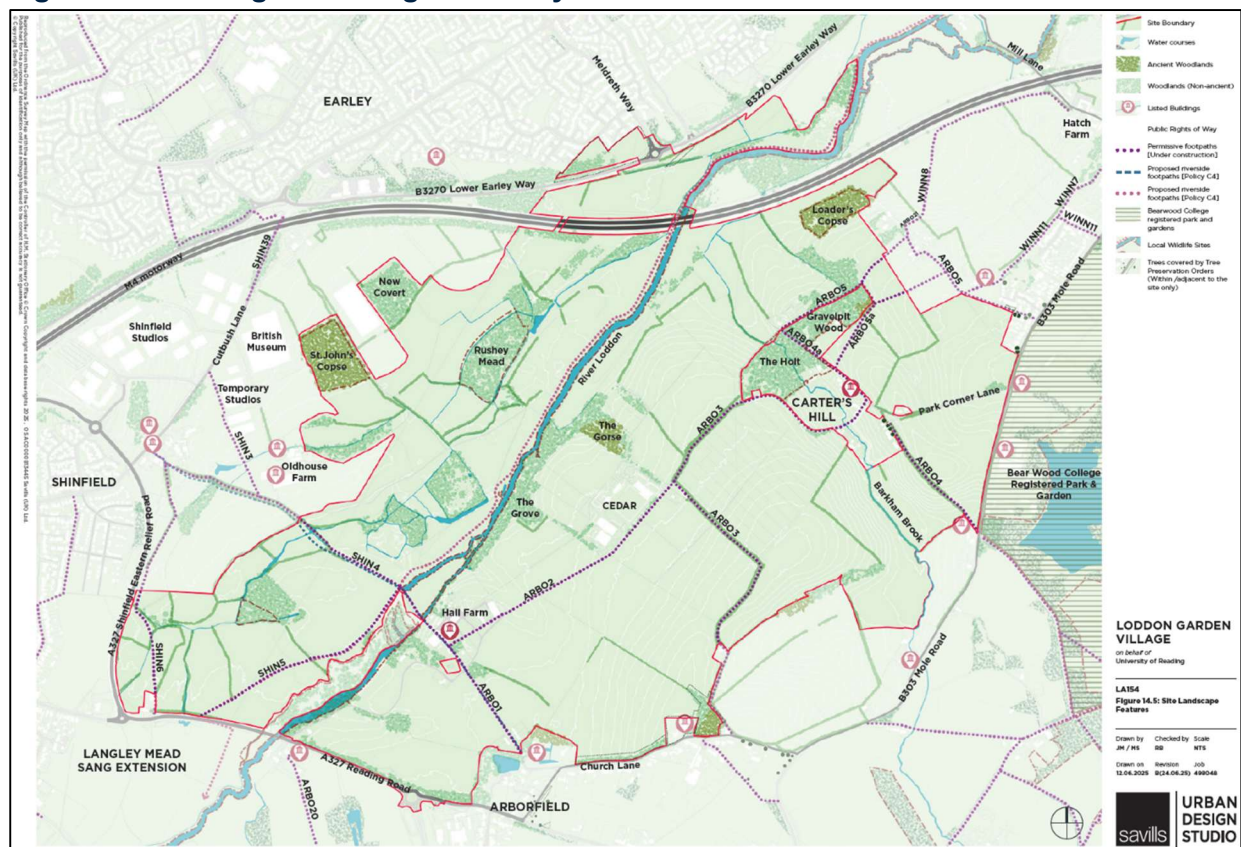 EARLEY
Meldreth Way
B3270 Lower Earley Way
Mill Lane
Hatch
Farm
B3270 Lower Earley Way
M4 motorway
SHIN39
Cutbush Lane
New
Covert
Loader's
Copse
WINN8
WINN7
WINN11
WINN11
ARBO5
B303 Mole Road
Shinfield
Studios
British
Museum
St.John's
Copse
Rushey
Mead
River Loddon
ARBO5
Gravelpit
Wood
ARBO5a
ARBO4a
The Holt
Temporary
Studios
CARTER'S
HILL
Park Corner Lane
SHIN3
ARBO3
The
Gorse
Oldhouse
Farm
SHINFIELD
Bear Wood College
Registered Park &
Garden
ARBO4
Barkham Brook
The
Grove
CEDAR
ARBO3
A327 Shinfield Eastern Relief Road
SHIN4
ARBO2
Hall Farm
SHIN6
SHIN5
ARBO1
B303 Mole Road
LANGLEY MEAD
SANG EXTENSION
A327 Reading Road
Church Lane
ARBO20
ARBORFIELD
Site Boundary
Water courses
Ancient Woodlands
Woodlands (Non-ancient)
Listed Buildings
Public Rights of Way
Permissive footpaths
[Under construction]
Proposed riverside
footpaths [Policy C4]
Proposed riverside
footpaths [Policy C4]
Bearwood College
registered park and
gardens
Local Wildlife Sites
Trees covered by Tree
Preservation Orders
(Within /adjacent to the
site only)
LODDON GARDEN
VILLAGE
on behalf of
University of Reading
LA154
Figure 14.5: Site Landscape
Features
Drawn by Checked by Scale
JM / MS RB NTS
Drawn on Revision Job
12.06.2025 B(24.06.25) 499048
savills
URBAN
DESIGN
STUDIO